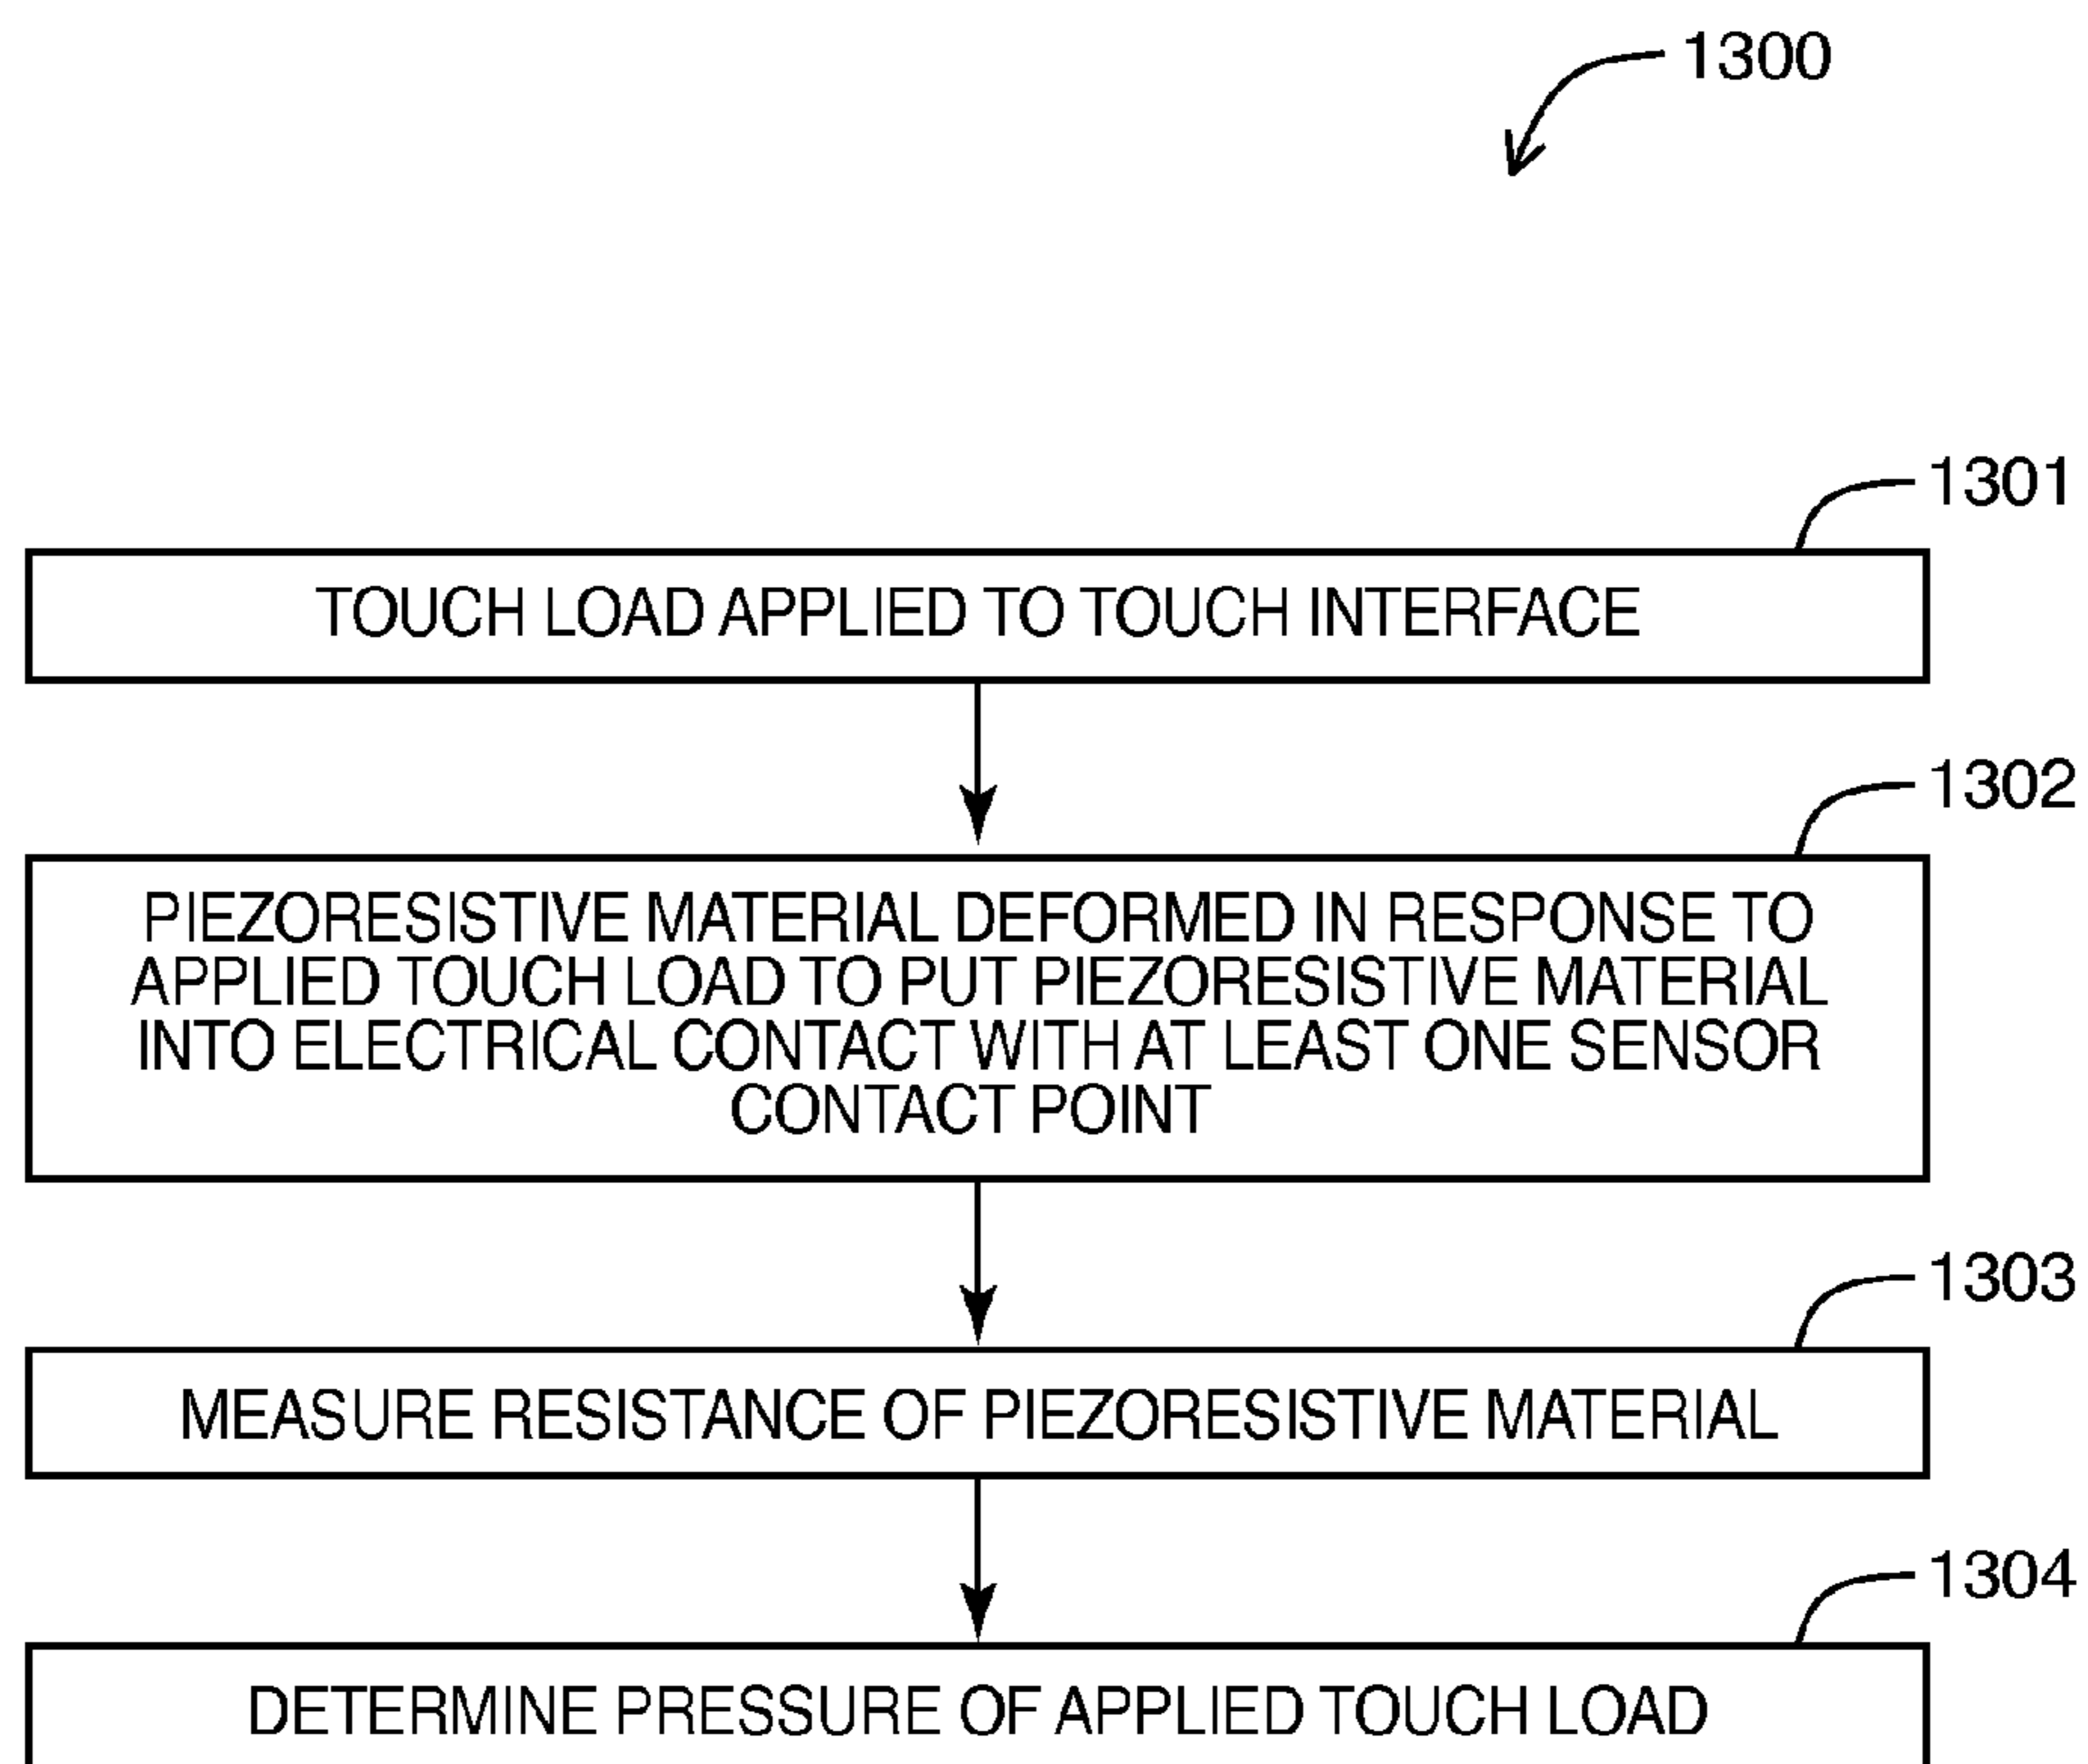 1300
1301
TOUCH LOAD APPLIED TO TOUCH INTERFACE
1302
PIEZORESISTIVE MATERIAL DEFORMED IN RESPONSE TO
APPLIED TOUCH LOAD TO PUT PIEZORESISTIVE MATERIAL
INTO ELECTRICAL CONTACT WITH AT LEAST ONE SENSOR
CONTACT POINT
1303
MEASURE RESISTANCE OF PIEZORESISTIVE MATERIAL
1304
DETERMINE PRESSURE OF APPLIED TOUCH LOAD